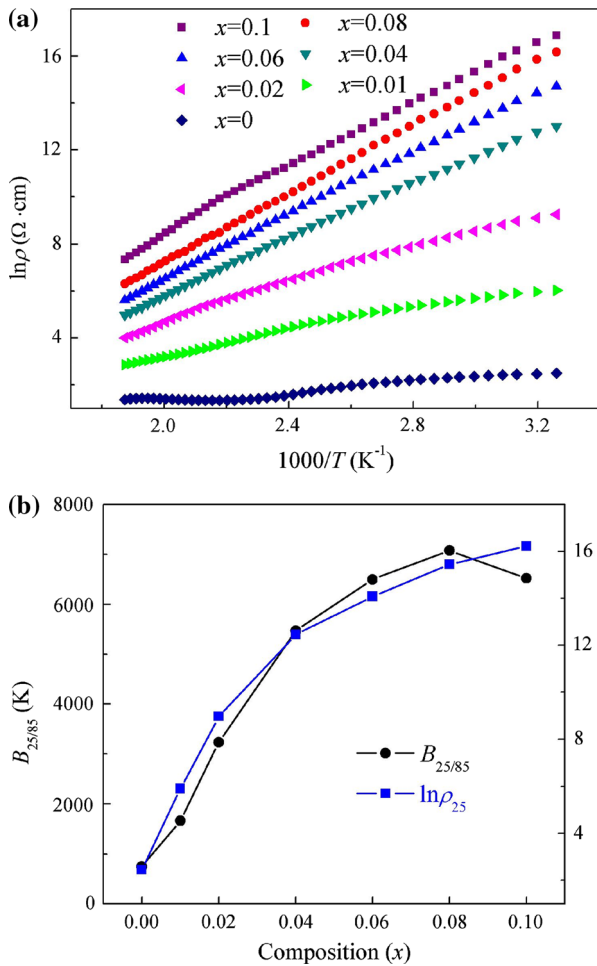 (a)
x=0.1 x=0.08
x=0.06 x=0.04
x=0.02 x=0.01
x=0
16
12
8
4
lnρ (Ω ·cm)
2.0 2.4 2.8 3.2
1000/T (K⁻¹)
(b)
8000
6000
4000
2000
0
B₂₅/₈₅ (K)
16
12
8
4
B₂₅/₈₅
lnρ₂₅
0.00 0.02 0.04 0.06 0.08 0.10
Composition (x)